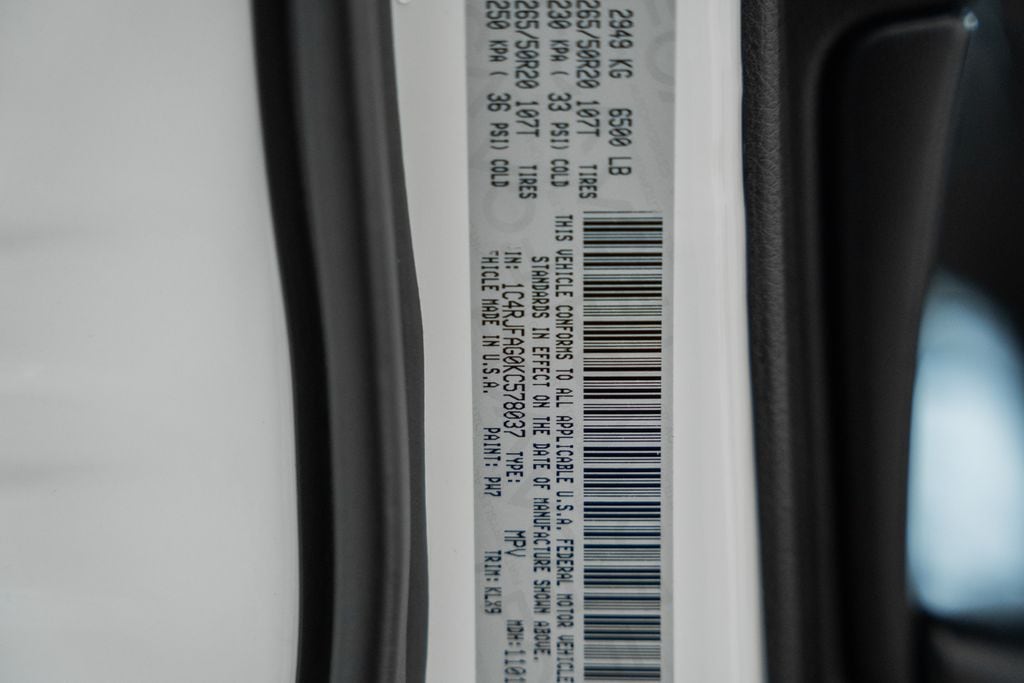 2949 KG 6500 LB
265/50R20 107T TIRES
230 KPA ( 33 PSI) COLD
265/50R20 107T TIRES
250 KPA ( 36 PSI) COLD
THIS VEHICLE CONFORMS TO ALL APPLICABLE U.S.A. FEDERAL MOTOR VEHICLE
STANDARDS IN EFFECT ON THE DATE OF MANUFACTURE SHOWN ABOVE.
IN: 1C4RJFAG0KC578037 TYPE: MPV MDH:1101
HICLE MADE IN U.S.A. PAINT: PW7 TRIM:KLX9